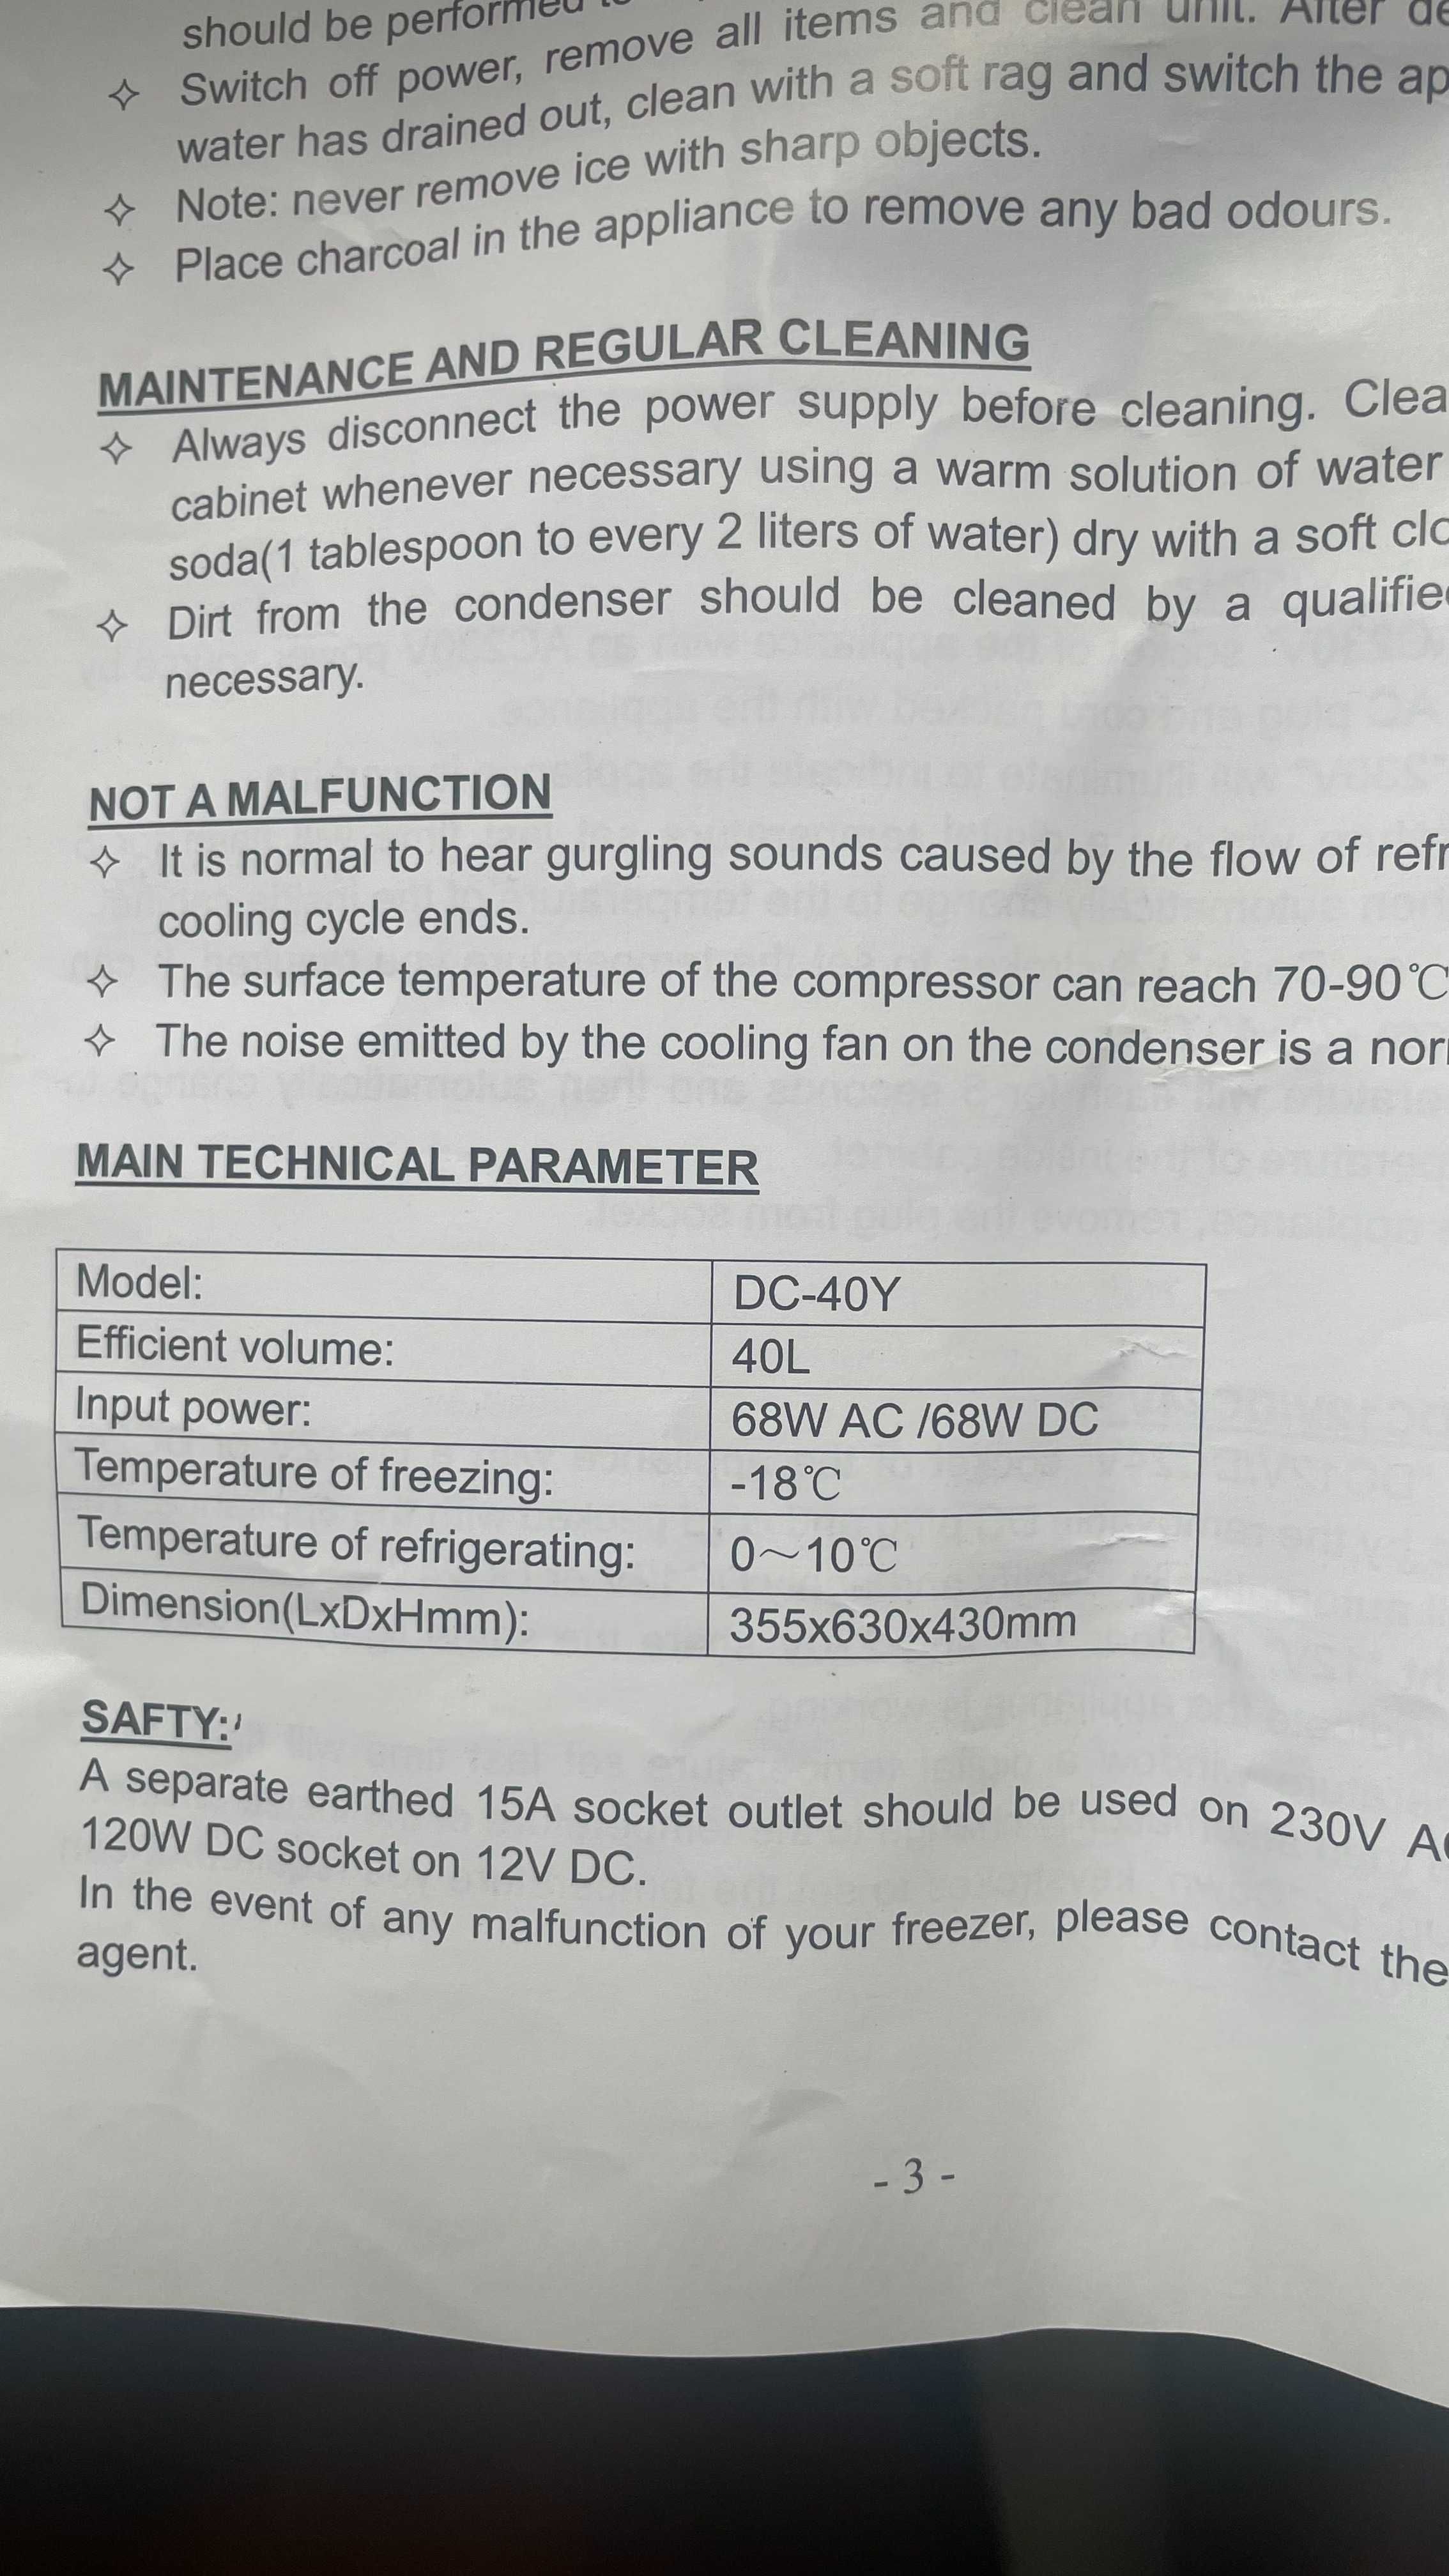 should be performed
✧ Switch off power, remove all items and clean unit. After de
water has drained out, clean with a soft rag and switch the ap
✧ Note: never remove ice with sharp objects.
✧ Place charcoal in the appliance to remove any bad odours.
MAINTENANCE AND REGULAR CLEANING
✧ Always disconnect the power supply before cleaning. Clea
cabinet whenever necessary using a warm solution of water
soda(1 tablespoon to every 2 liters of water) dry with a soft clo
✧ Dirt from the condenser should be cleaned by a qualifie
necessary.
NOT A MALFUNCTION
✧ It is normal to hear gurgling sounds caused by the flow of refr
cooling cycle ends.
✧ The surface temperature of the compressor can reach 70-90℃
✧ The noise emitted by the cooling fan on the condenser is a nor
MAIN TECHNICAL PARAMETER
Model: DC-40Y
Efficient volume: 40L
Input power: 68W AC /68W DC
Temperature of freezing: -18℃
Temperature of refrigerating: 0～10℃
Dimension(LxDxHmm): 355x630x430mm
SAFTY:
A separate earthed 15A socket outlet should be used on 230V AC
120W DC socket on 12V DC.
In the event of any malfunction of your freezer, please contact the
agent.
- 3 -